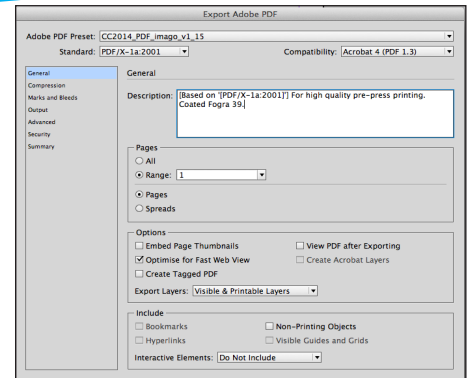 Export Adobe PDF
Adobe PDF Preset: CC2014_PDF_imago_v1_15
Standard: PDF/X-1a:2001 Compatibility: Acrobat 4 (PDF 1.3)
General
Compression
Marks and Bleeds
Output
Advanced
Security
Summary
General
Description: [Based on '[PDF/X-1a:2001]'] For high quality pre-press printing.
Coated Fogra 39.
Pages
All
Range: 1
Pages
Spreads
Options
Embed Page Thumbnails View PDF after Exporting
Optimise for Fast Web View Create Acrobat Layers
Create Tagged PDF
Export Layers: Visible & Printable Layers
Include
Bookmarks Non-Printing Objects
Hyperlinks Visible Guides and Grids
Interactive Elements: Do Not Include